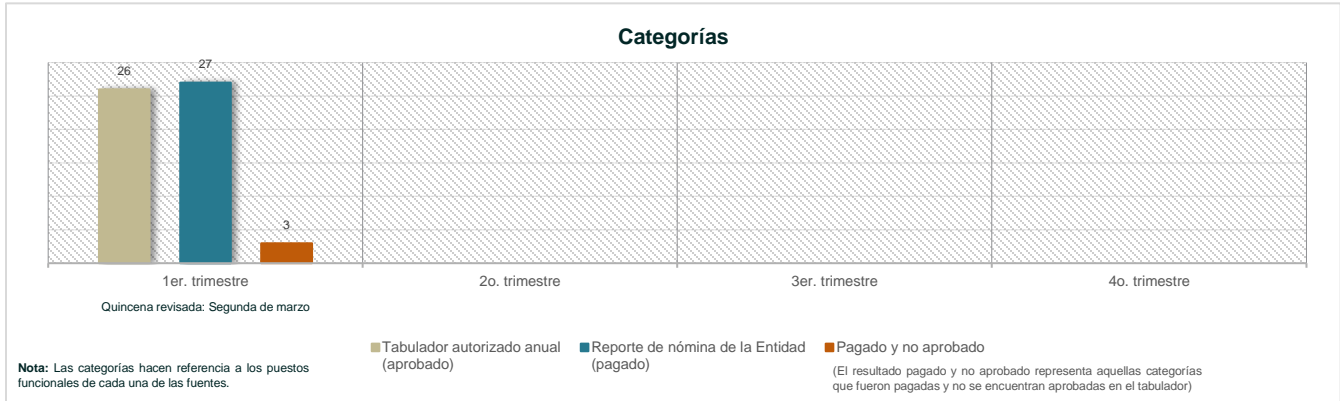 Categorías
26
27
3
1er. trimestre
2o. trimestre
3er. trimestre
4o. trimestre
Quincena revisada: Segunda de marzo
Tabulador autorizado anual
(aprobado)
Reporte de nómina de la Entidad
(pagado)
Pagado y no aprobado
(El resultado pagado y no aprobado representa aquellas categorías
que fueron pagadas y no se encuentran aprobadas en el tabulador)
Nota: Las categorías hacen referencia a los puestos
funcionales de cada una de las fuentes.